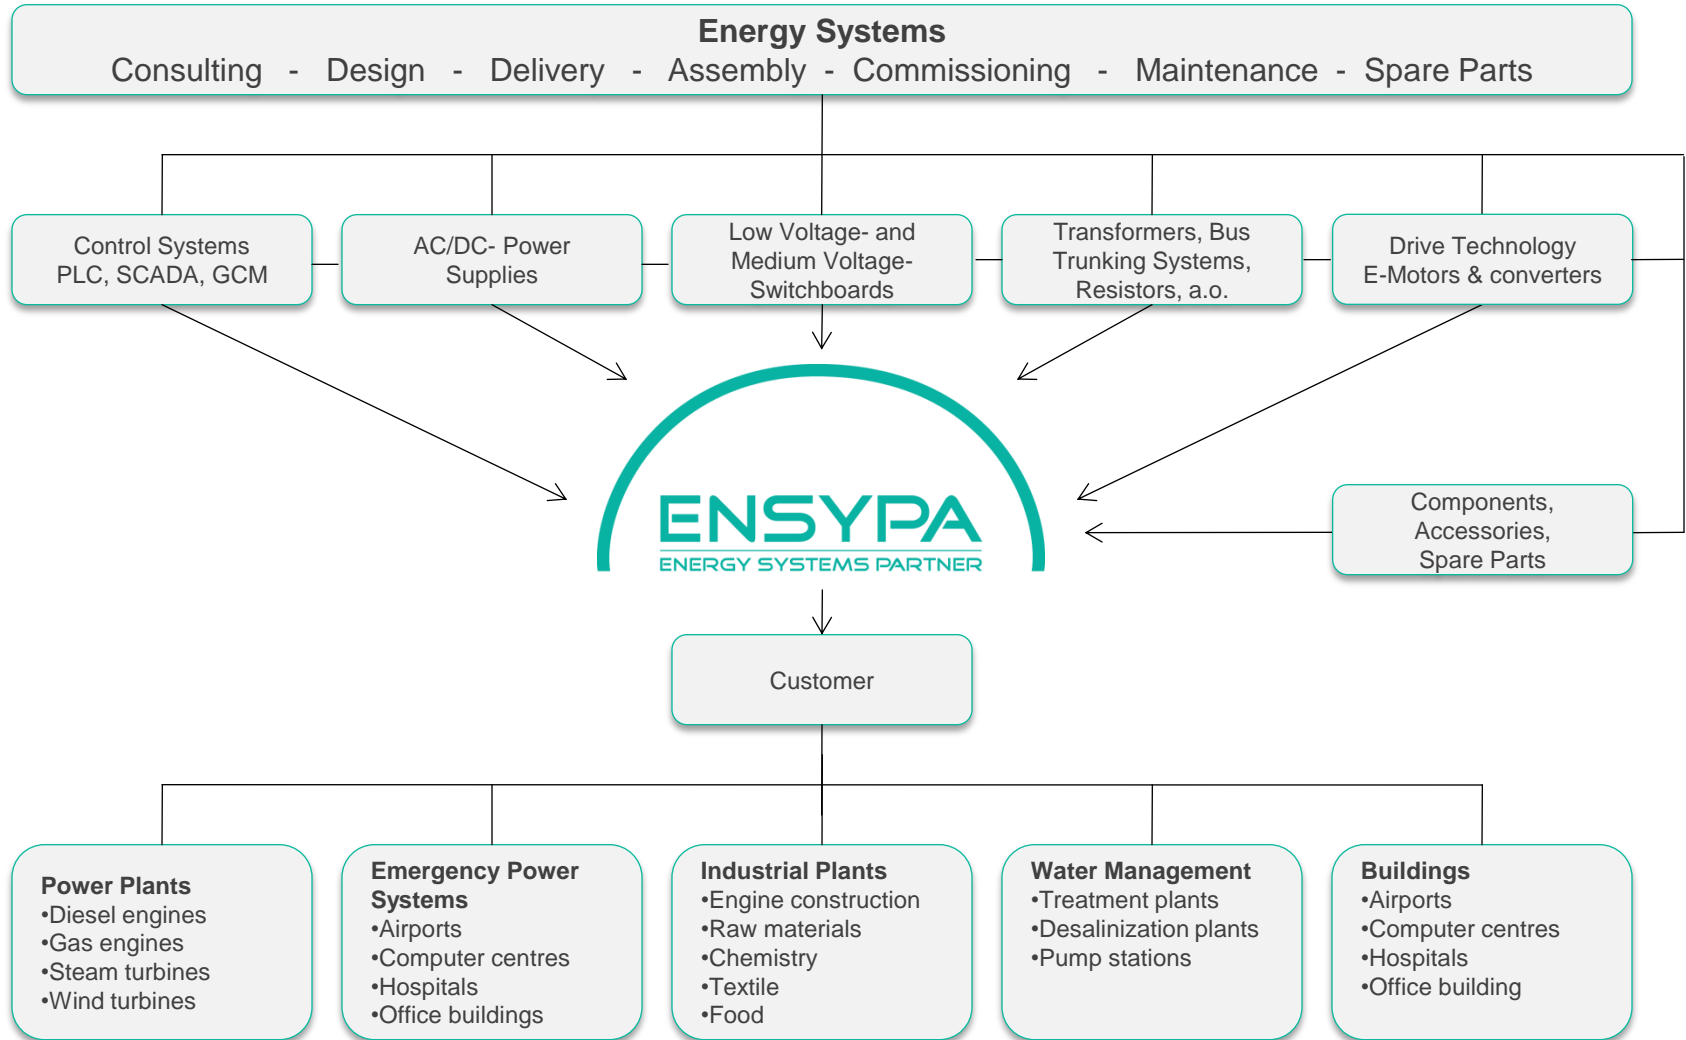 Energy Systems
Consulting - Design - Delivery - Assembly - Commissioning - Maintenance - Spare Parts
Control Systems
PLC, SCADA, GCM
AC/DC- Power
Supplies
Low Voltage- and
Medium Voltage-
Switchboards
Transformers, Bus
Trunking Systems,
Resistors, a.o.
Drive Technology
E-Motors & converters
Components,
Accessories,
Spare Parts
ENSYPA
ENERGY SYSTEMS PARTNER
Customer
Power Plants
•Diesel engines
•Gas engines
•Steam turbines
•Wind turbines
Emergency Power
Systems
•Airports
•Computer centres
•Hospitals
•Office buildings
Industrial Plants
•Engine construction
•Raw materials
•Chemistry
•Textile
•Food
Water Management
•Treatment plants
•Desalinization plants
•Pump stations
Buildings
•Airports
•Computer centres
•Hospitals
•Office building